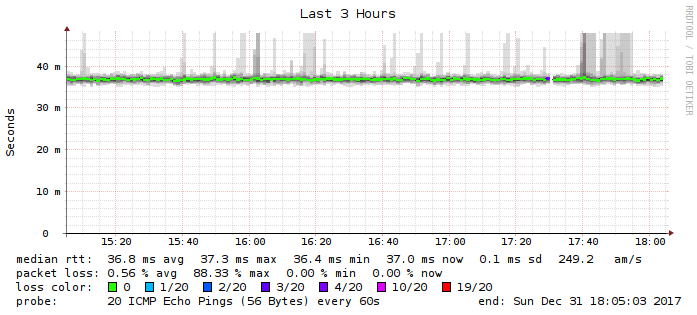 Last 3 Hours
RRDTOOL / TOBI OETIKER
Seconds
40 m
30 m
20 m
10 m
0
15:20 15:40 16:00 16:20 16:40 17:00 17:20 17:40 18:00
median rtt: 36.8 ms avg 37.3 ms max 36.4 ms min 37.0 ms now 0.1 ms sd 249.2 am/s
packet loss: 0.56 % avg 88.33 % max 0.00 % min 0.00 % now
loss color: 0 1/20 2/20 3/20 4/20 10/20 19/20
probe: 20 ICMP Echo Pings (56 Bytes) every 60s end: Sun Dec 31 18:05:03 2017